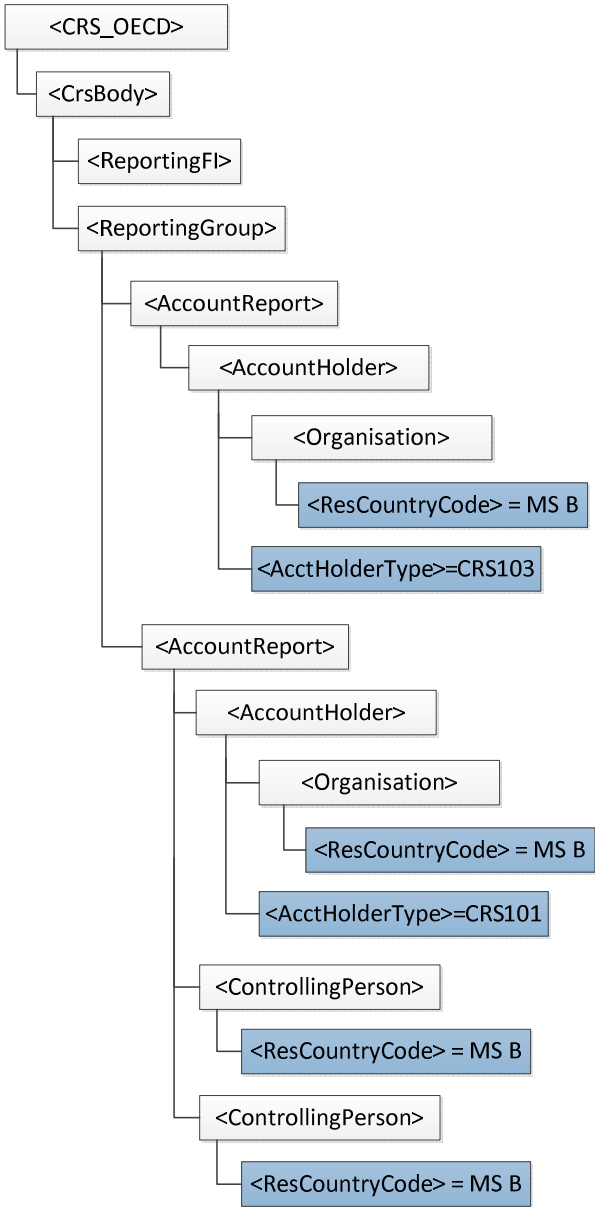 <CRS_OECD>
<CrsBody>
<ReportingFI>
<ReportingGroup>
<AccountReport>
<AccountHolder>
<Organisation>
<ResCountryCode> = MS B
<AcctHolderType>=CRS103
<AccountReport>
<AccountHolder>
<Organisation>
<ResCountryCode> = MS B
<AcctHolderType>=CRS101
<ControllingPerson>
<ResCountryCode> = MS B
<ControllingPerson>
<ResCountryCode> = MS B